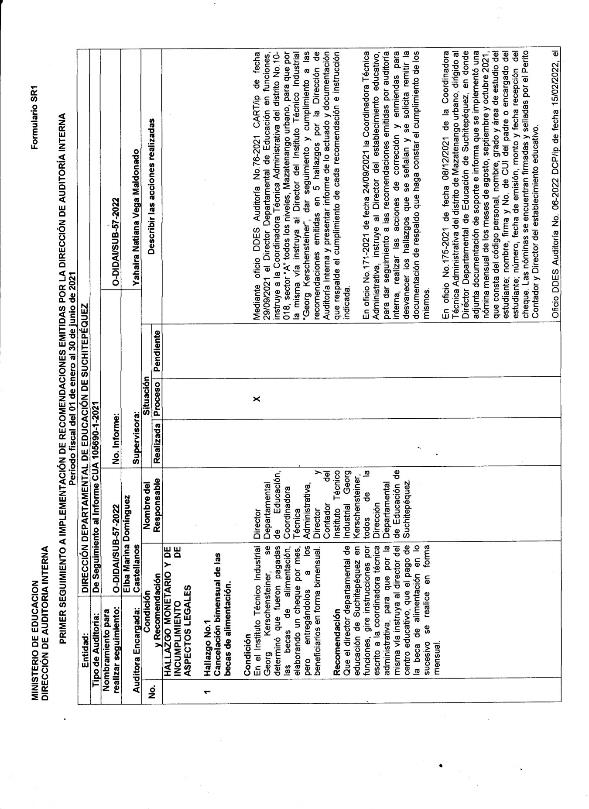 MINISTERIO DE EDUCACION
DIRECCIÓN DE AUDITORÍA INTERNA
Formulario SR1
PRIMER SEGUIMIENTO A IMPLEMENTACIÓN DE RECOMENDACIONES EMITIDAS POR LA DIRECCIÓN DE AUDITORÍA INTERNA
Periodo fiscal del 01 de enero al 30 de junio de 2021
Entidad: DIRECCIÓN DEPARTAMENTAL DE EDUCACIÓN DE SUCHITEPÉQUEZ
Tipo de Auditoría: De Seguimiento al Informe CUA 105690-1-2021
Nombramiento para
realizar seguimiento: O-DIDAI/SUB-57-2022 No. Informe: O-DIDAI/SUB-57-2022
Auditora Encargada: Elba Marina Domínguez
Castellanos Supervisora: Yahaira Natiana Vega Maldonado
No. Condición
y Recomendación Nombre del
Responsable Situación
Realizada Proceso Pendiente Describir las acciones realizadas
HALLAZGO MONETARIO Y DE
INCUMPLIMIENTO DE
ASPECTOS LEGALES
1 Hallazgo No.1
Cancelación bimensual de las
becas de alimentación.
Condición
En el Instituto Técnico Industrial
Georg Kerschensteiner, se
determinó que fueron pagadas
las becas de alimentación,
elaborando un cheque por mes,
pero entregándolos a los
beneficiarios en forma bimensual.
Recomendación
Que el director departamental de
educación de Suchitepéquez en
funciones, gire instrucciones por
escrito a la coordinadora técnica
administrativa, para que por la
misma vía instruya al director del
centro educativo, que el pago de
la beca de alimentación en lo
sucesivo se realice en forma
mensual.
Director
Departamental
de Educación,
Coordinadora
Técnica
Administrativa,
Director y
Contador del
Instituto Técnico
Industrial Georg
Kerschensteiner,
todos de la
Dirección
Departamental
de Educación de
Suchitepéquez.
X
Mediante oficio DDES Auditoría No.76-2021 CART/ip de fecha
29/09/2021 el Director Departamental de Educación en funciones,
instruye a la Coordinadora Técnica Administrativa del distrito No 10-
018, sector "A" todos los niveles, Mazatenango urbano, para que por
la misma vía instruya al Director del Instituto Técnico Industrial
"Georg Kerschensteiner", dar seguimiento y cumplimiento a las
recomendaciones emitidas en 5 hallazgos por la Dirección de
Auditoría Interna y presentar informe de lo actuado y documentación
que respalde el cumplimiento de cada recomendación e instrucción
indicada.
En oficio No.171-2021 de fecha 24/09/2021 la Coordinadora Técnica
Administrativa, instruye al Director del establecimiento educativo,
para dar seguimiento a las recomendaciones emitidas por auditoría
interna, realizar las acciones de corrección y enmiendas para
desvanecer los hallazgos que se señalan y se solicita remitir la
documentación de respaldo que haga constar el cumplimiento de los
mismos.
En oficio No.175-2021 de fecha 06/12/2021 de la Coordinadora
Técnica Administrativa del distrito de Mazatenango urbano, dirigido al
Director Departamental de Educación de Suchitepéquez, en donde
adjunta documentación de soporte e informa que se implementó una
nómina mensual de los meses de agosto, septiembre y octubre 2021,
que consta del código personal, nombre, grado y área de estudio del
estudiante; nombre, firma y No. de CUI del padre o encargado del
estudiante, número, fecha de emisión, monto y fecha recepción del
cheque. Las nóminas se encuentran firmadas y selladas por el Perito
Contador y Director del establecimiento educativo.
Oficio DDES Auditoría No. 06-2022 DCP/ip de fecha 15/02/2022, el